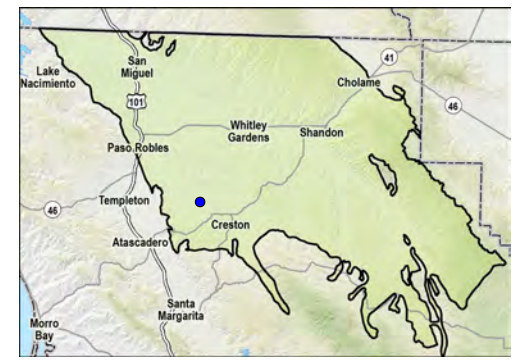 San
Miguel
Lake
Nacimiento
41
Cholame
101
46
Whitley
Gardens
Shandon
Paso Robles
Templeton
46
Creston
Atascadero
Santa
Margarita
Morro
Bay